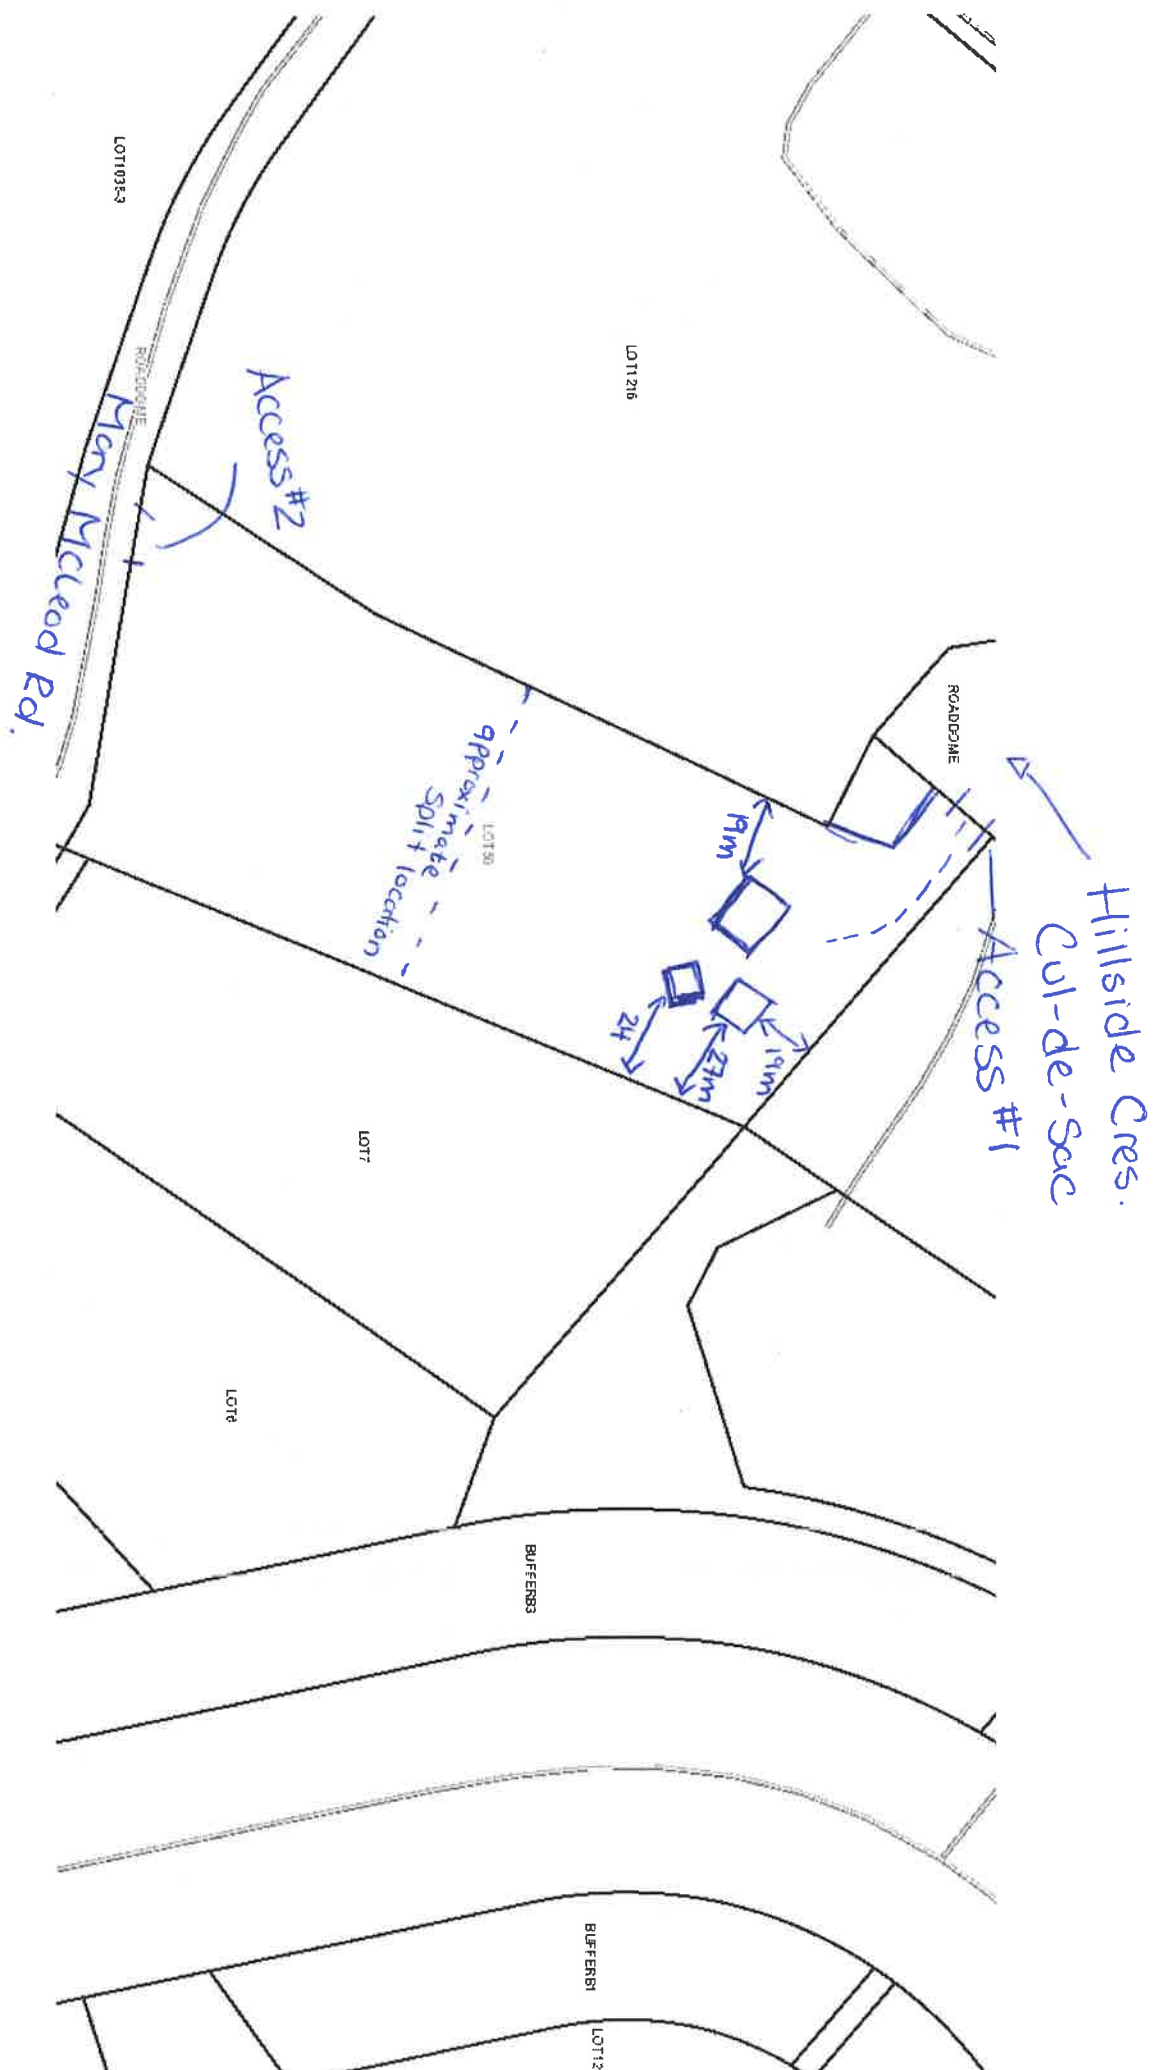 Hillside Cres.
Cul-de-Sac
Access #1
ROADDOME
LOT1216
19m
19m
27m
24
LOT50
approximate
Split location
Access #2
ROADDOME
Mary McLeod Rd.
LOT1035-3
LOT7
LOT6
BUFFERB3
BUFFERB1
LOT12